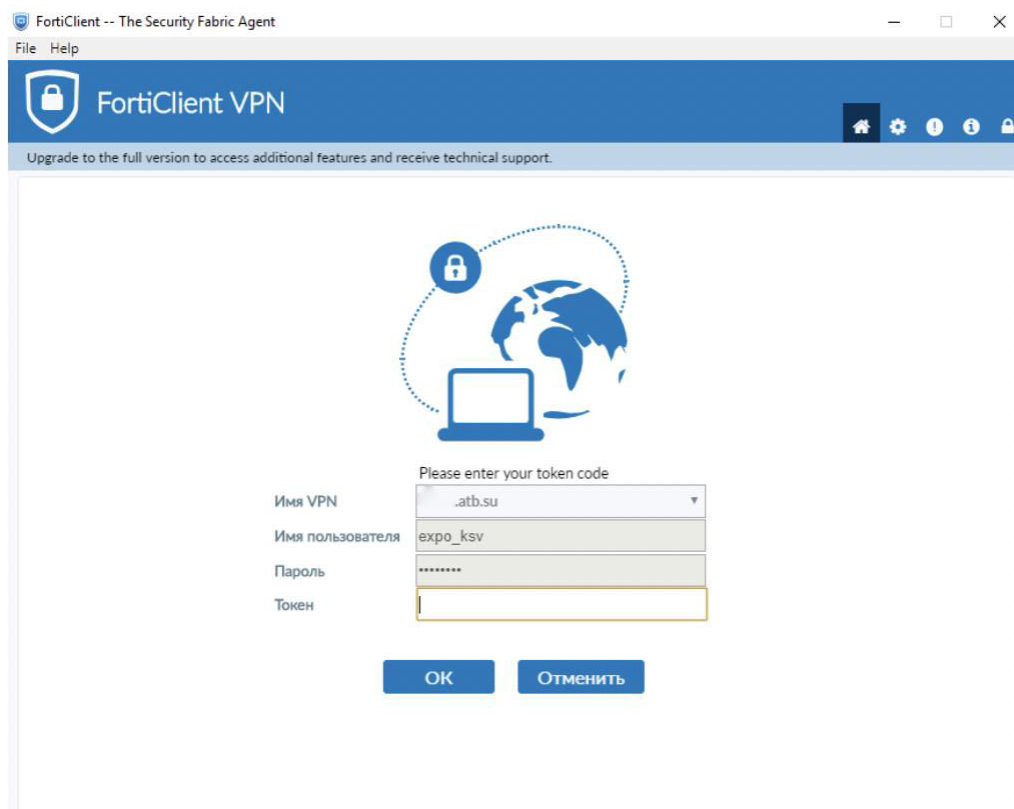 FortiClient -- The Security Fabric Agent
File Help
FortiClient VPN
Upgrade to the full version to access additional features and receive technical support.
Please enter your token code
Имя VPN .atb.su
Имя пользователя expo_ksv
Пароль ••••••••
Токен
OK Отменить